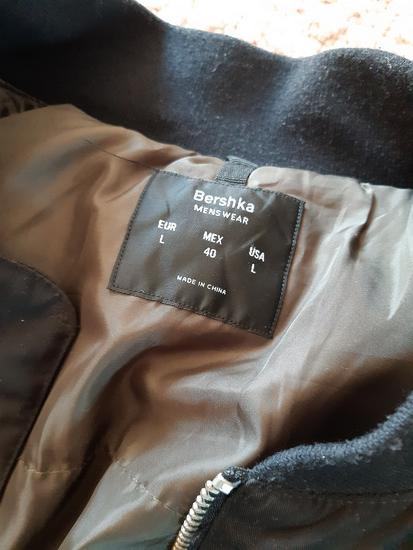 Bershka
MENSWEAR
EUR MEX USA
L 40 L
MADE IN CHINA